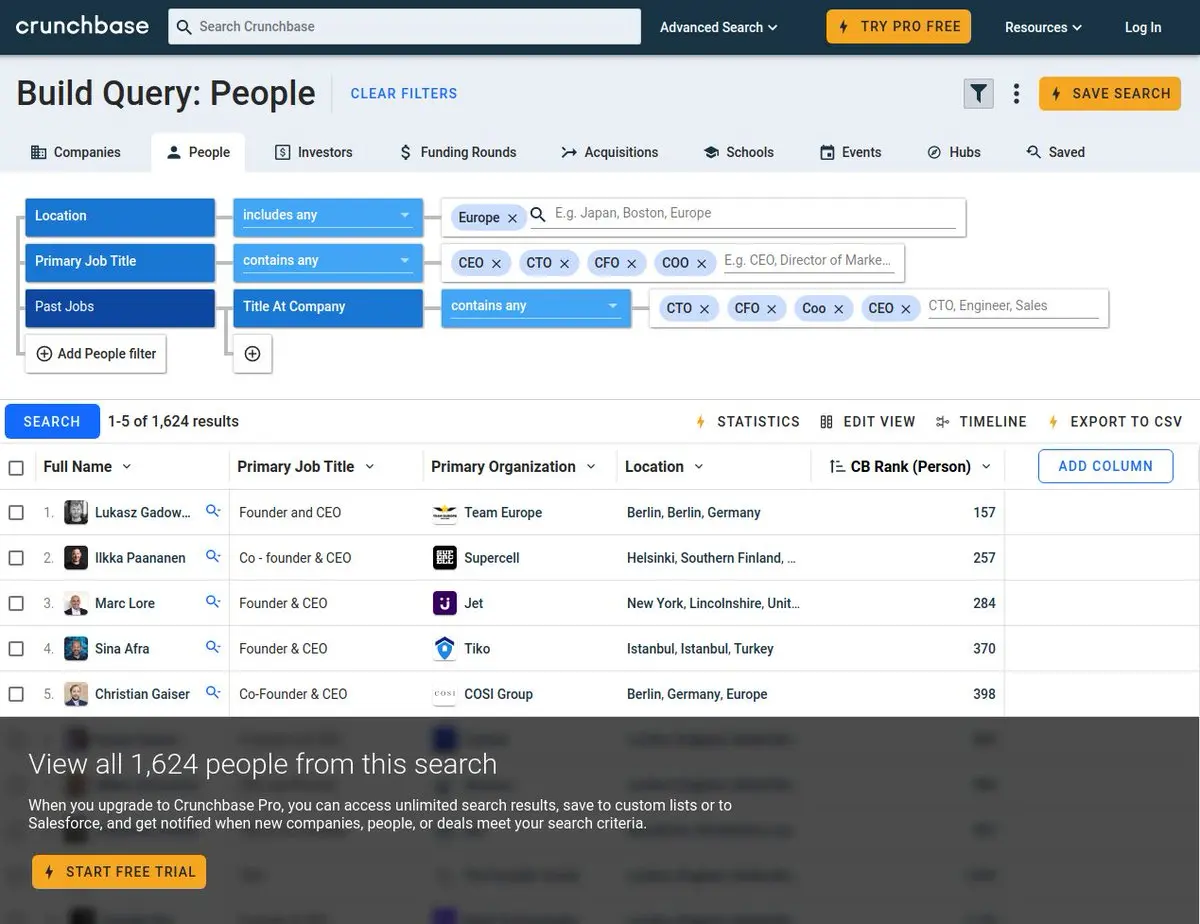 crunchbase Search Crunchbase Advanced Search TRY PRO FREE Resources Log In
Build Query: People CLEAR FILTERS SAVE SEARCH
Companies People Investors Funding Rounds Acquisitions Schools Events Hubs Saved
Location includes any Europe E.g. Japan, Boston, Europe
Primary Job Title contains any CEO CTO CFO COO E.g. CEO, Director of Marke...
Past Jobs Title At Company contains any CTO CFO Coo CEO CTO, Engineer, Sales
Add People filter
SEARCH 1-5 of 1,624 results STATISTICS EDIT VIEW TIMELINE EXPORT TO CSV
Full Name Primary Job Title Primary Organization Location CB Rank (Person) ADD COLUMN
1. Lukasz Gadow... Founder and CEO Team Europe Berlin, Berlin, Germany 157
2. Ilkka Paananen Co - founder & CEO SUPERCELL Supercell Helsinki, Southern Finland, ... 257
3. Marc Lore Founder & CEO Jet New York, Lincolnshire, Unit... 284
4. Sina Afra Founder & CEO Tiko Istanbul, Istanbul, Turkey 370
5. Christian Gaiser Co-Founder & CEO COSI COSI Group Berlin, Germany, Europe 398
View all 1,624 people from this search
When you upgrade to Crunchbase Pro, you can access unlimited search results, save to custom lists or to
Salesforce, and get notified when new companies, people, or deals meet your search criteria.
START FREE TRIAL